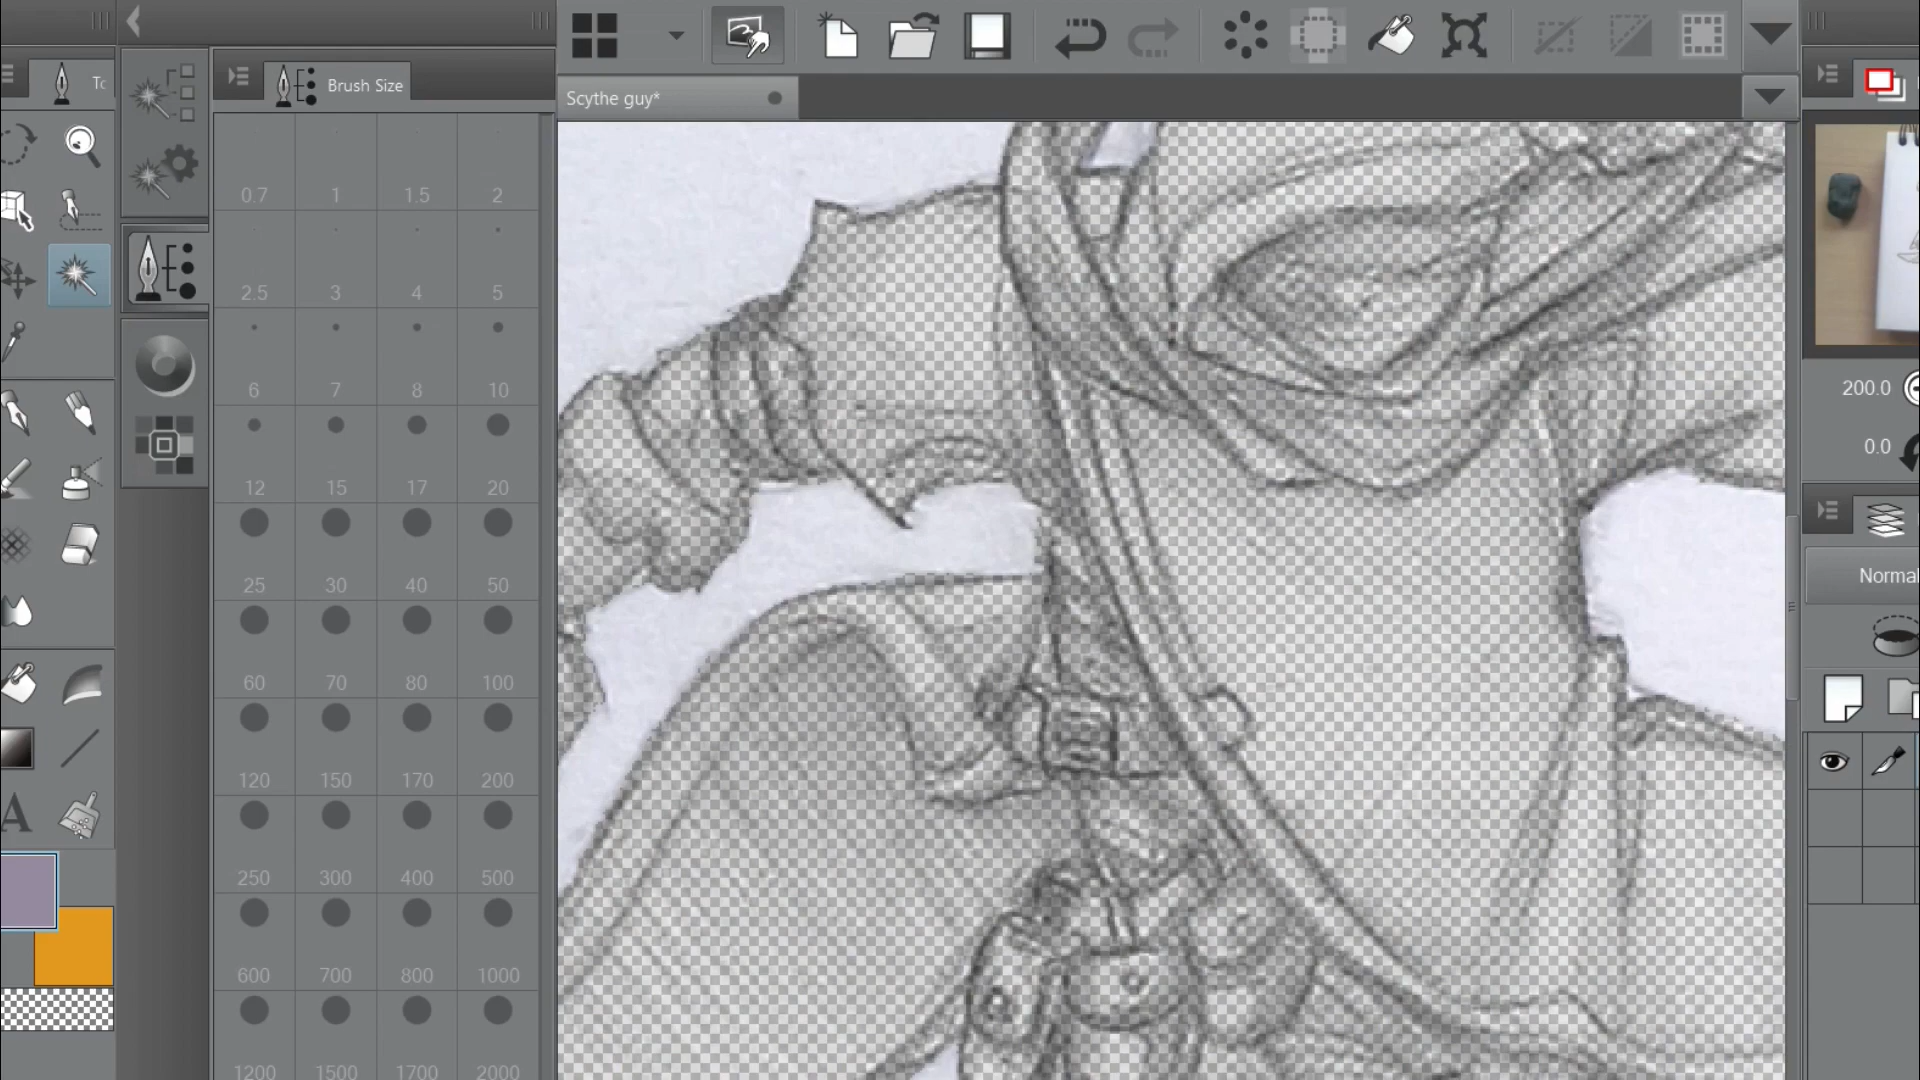 Tc
Brush Size
Scythe guy*
0.7 1 1.5 2
2.5 3 4 5
6 7 8 10
12 15 17 20
25 30 40 50
60 70 80 100
120 150 170 200
250 300 400 500
600 700 800 1000
1200 1500 1700 2000
A
200.0
0.0
Normal